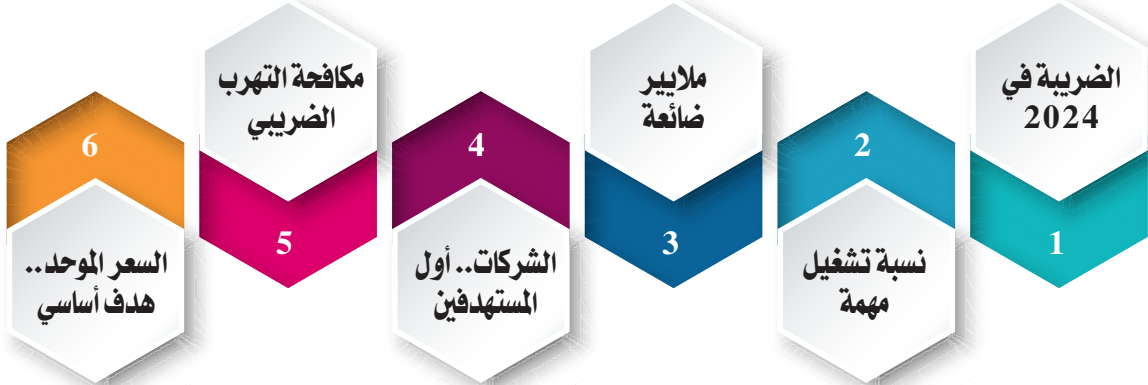 الضريبة في
2024
1
2
نسبة تشغيل
مهمة
ملايير
ضائعة
3
4
الشركات.. أول
المستهدفين
مكافحة التهرب
الضريبي
5
6
السعر الموحد..
هدف أساسي